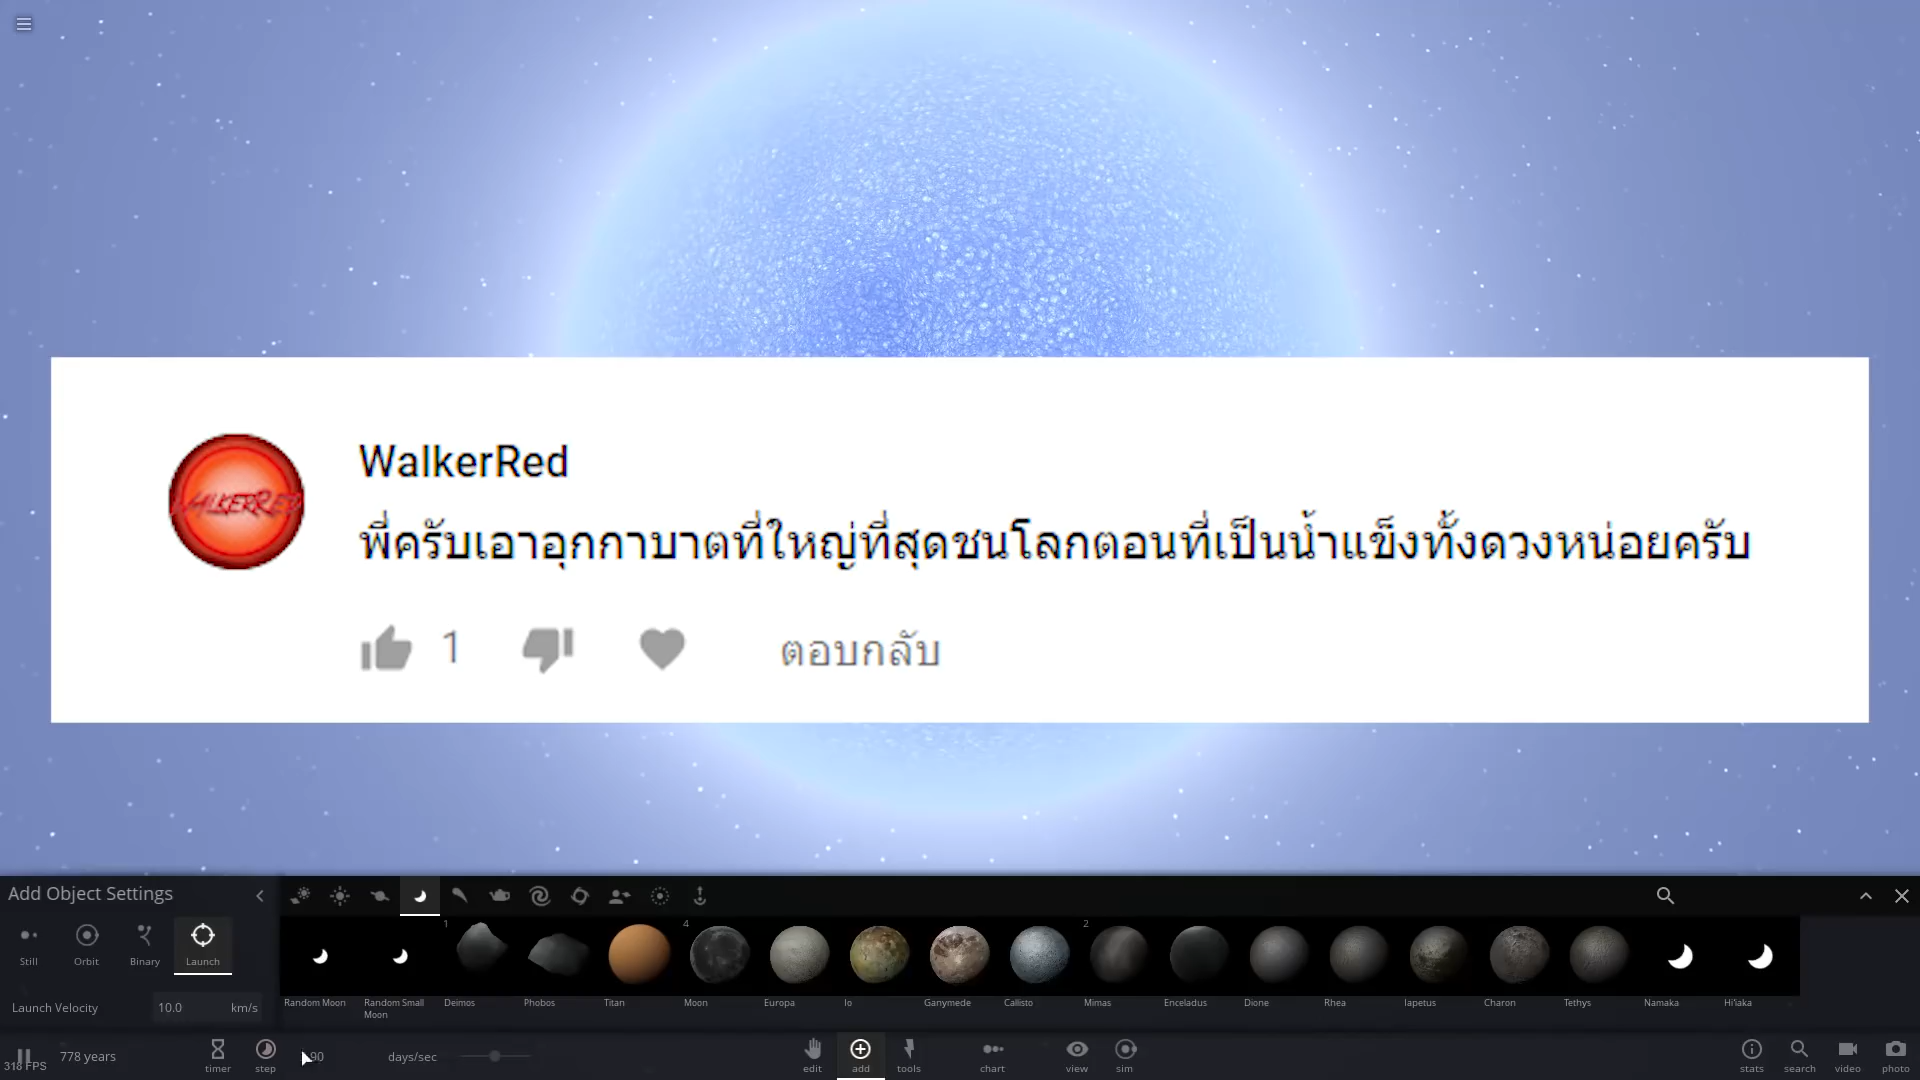 WalkerRed
WALKERRED
พี่ครับเอาอุกกาบาตที่ใหญ่ที่สุดชนโลกตอนที่เป็นน้ำแข็งทั้งดวงหน่อยครับ
1
ตอบกลับ
Add Object Settings
Still Orbit Binary Launch
Launch Velocity 10.0 km/s
1 4 2
Random Moon Random Small Moon Deimos Phobos Titan Moon Europa Io Ganymede Callisto Mimas Enceladus Dione Rhea Iapetus Charon Tethys Namaka Hi'iaka
318 FPS 778 years timer step 90 days/sec edit add tools chart view sim stats search video photo